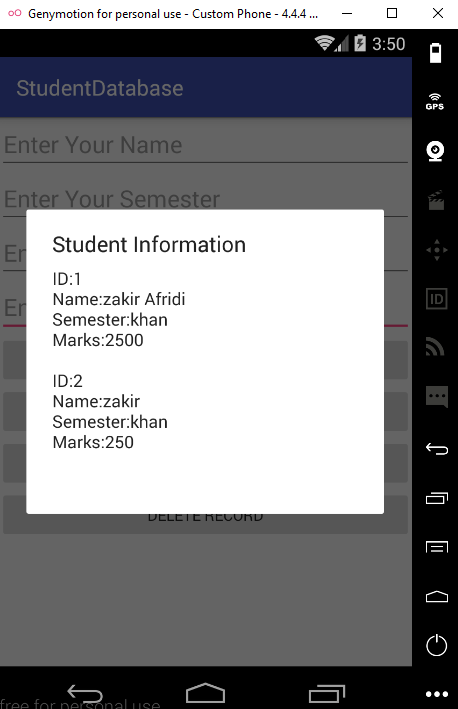 Genymotion for personal use - Custom Phone - 4.4.4 ...
3:50
GPS
StudentDatabase
Enter Your Name
Enter Your Semester
En
En
Student Information
ID:1
Name:zakir Afridi
Semester:khan
Marks:2500
ID:2
Name:zakir
Semester:khan
Marks:250
DELETE RECORD
ID
free for personal use